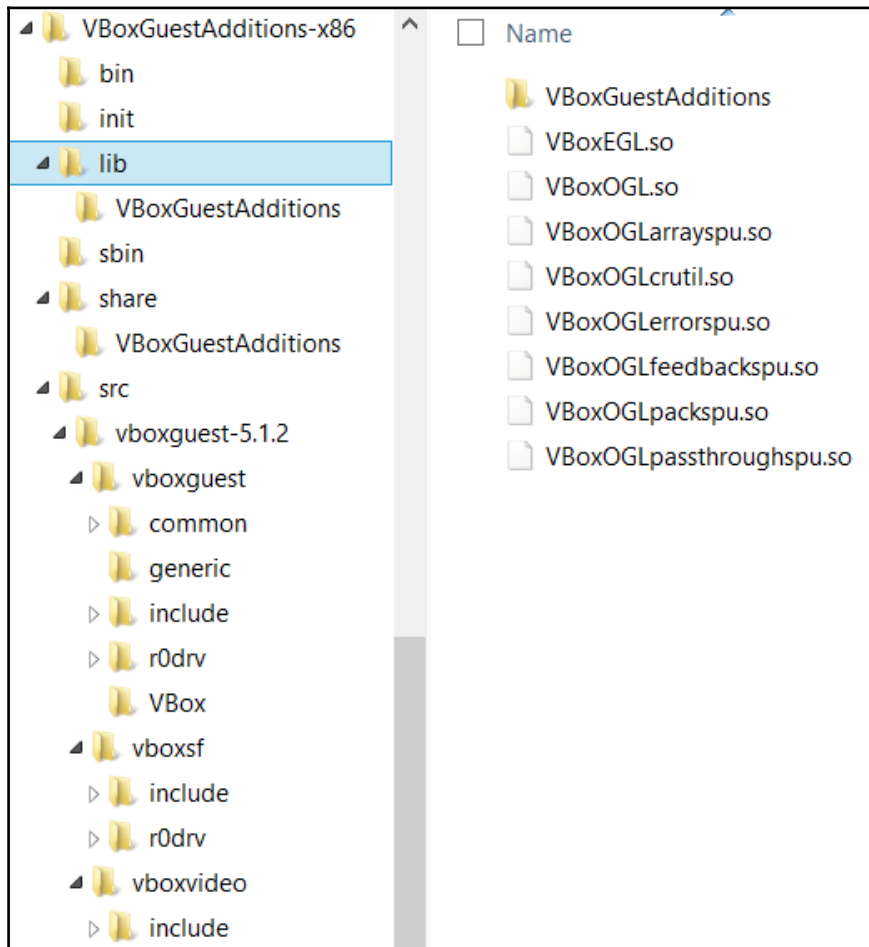 VBoxGuestAdditions-x86
bin
init
lib
VBoxGuestAdditions
sbin
share
VBoxGuestAdditions
src
vboxguest-5.1.2
vboxguest
common
generic
include
r0drv
VBox
vboxsf
include
r0drv
vboxvideo
include
Name
VBoxGuestAdditions
VBoxEGL.so
VBoxOGL.so
VBoxOGLarrayspu.so
VBoxOGLcrutil.so
VBoxOGLerrorspu.so
VBoxOGLfeedbackspu.so
VBoxOGLpackspu.so
VBoxOGLpassthroughspu.so